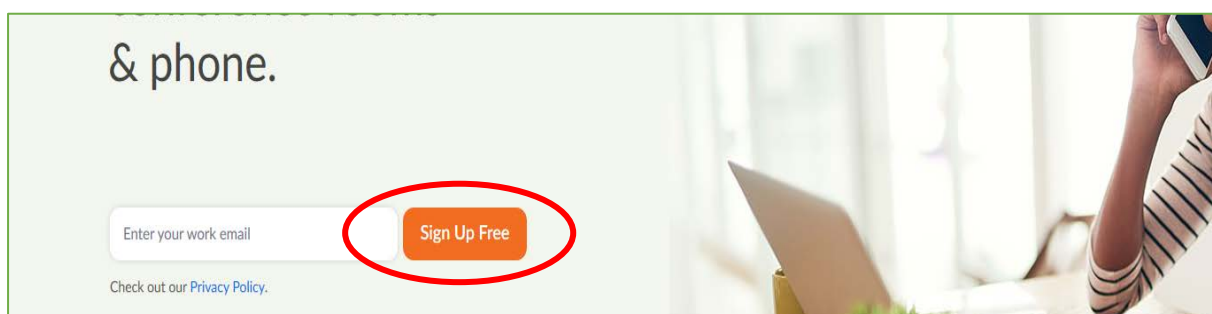 & phone.
Enter your work email
Sign Up Free
Check out our Privacy Policy.